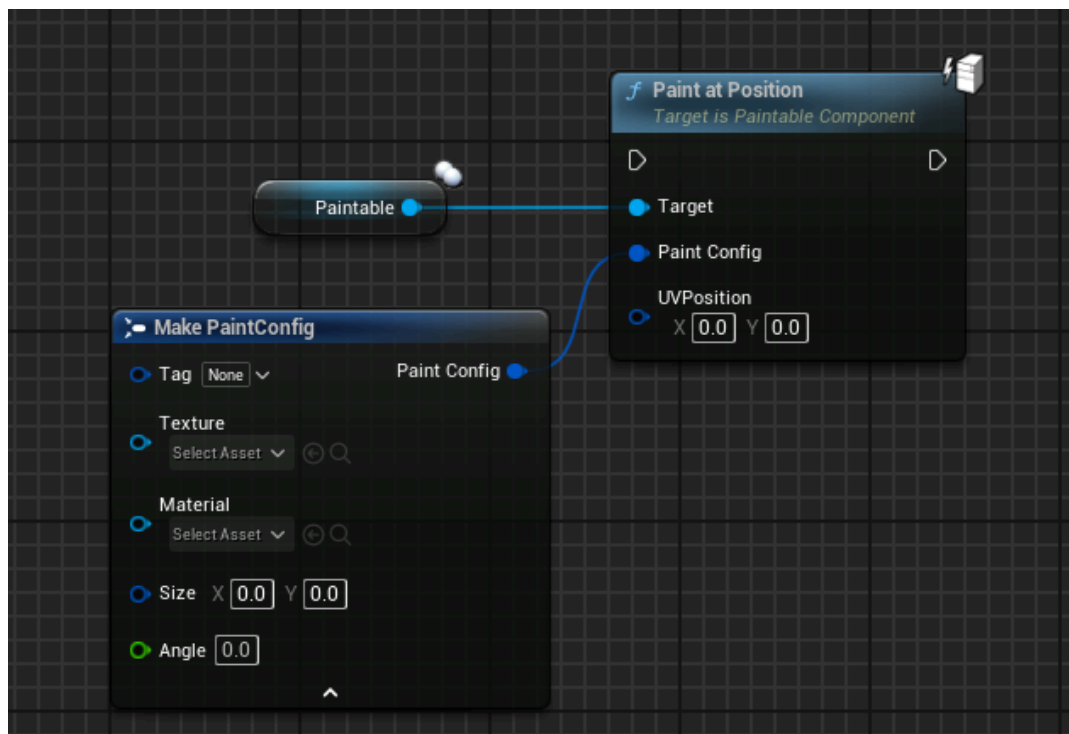 Paint at Position
Target is Paintable Component
Paintable
Target
Paint Config
UVPosition
X 0.0 Y 0.0
Make PaintConfig
Tag None
Paint Config
Texture
Select Asset
Material
Select Asset
Size X 0.0 Y 0.0
Angle 0.0